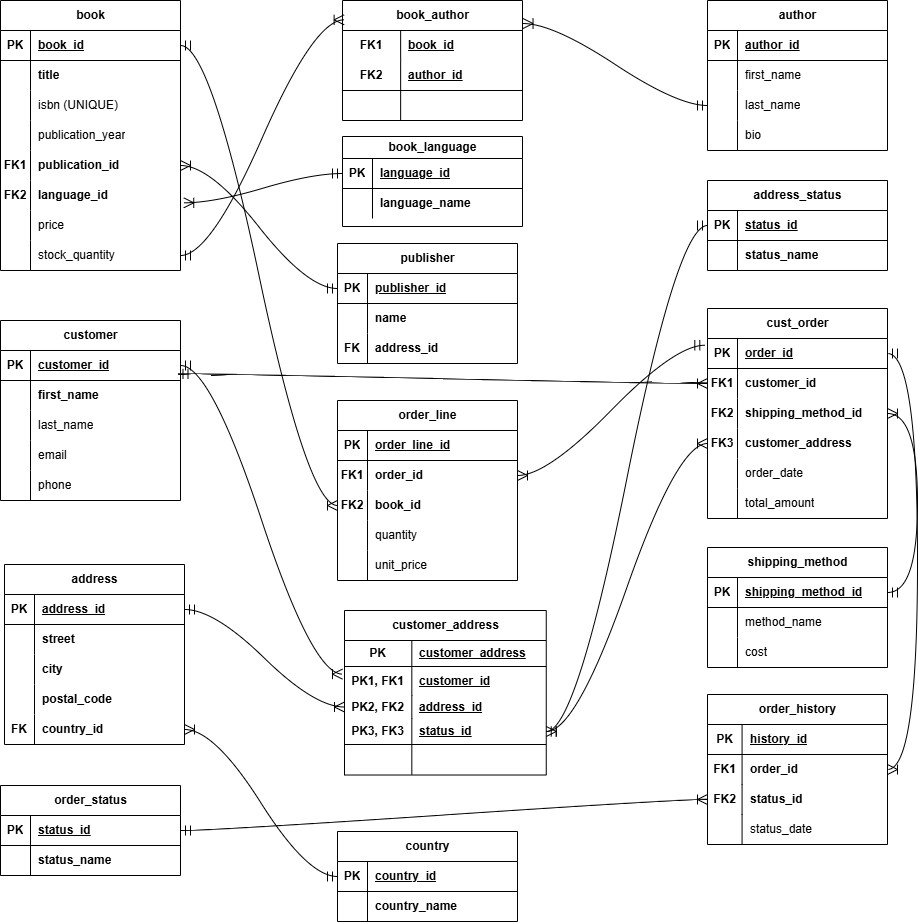 book
PK book_id
title
isbn (UNIQUE)
publication_year
FK1 publication_id
FK2 language_id
price
stock_quantity
book_author
FK1 book_id
FK2 author_id
author
PK author_id
first_name
last_name
bio
book_language
PK language_id
language_name
address_status
PK status_id
status_name
publisher
PK publisher_id
name
FK address_id
customer
PK customer_id
first_name
last_name
email
phone
cust_order
PK order_id
FK1 customer_id
FK2 shipping_method_id
FK3 customer_address
order_date
total_amount
order_line
PK order_line_id
FK1 order_id
FK2 book_id
quantity
unit_price
address
PK address_id
street
city
postal_code
FK country_id
shipping_method
PK shipping_method_id
method_name
cost
customer_address
PK customer_address
PK1, FK1 customer_id
PK2, FK2 address_id
PK3, FK3 status_id
order_history
PK history_id
FK1 order_id
FK2 status_id
status_date
order_status
PK status_id
status_name
country
PK country_id
country_name